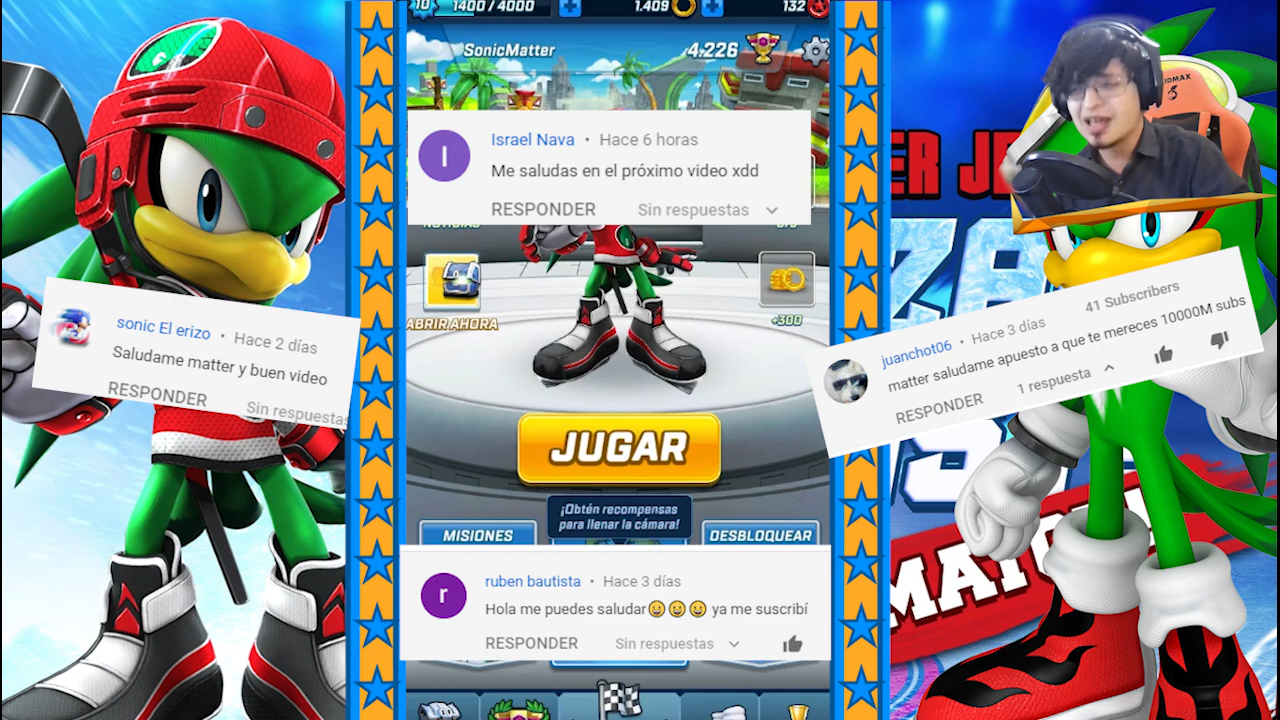 10 1400/4000 1.409 132
SonicMatter 4.226
I
Israel Nava • Hace 6 horas
Me saludas en el próximo video xdd
RESPONDER Sin respuestas
ABRIR AHORA
+300
sonic El erizo • Hace 2 días
Saludame matter y buen video
RESPONDER Sin respuestas
juanchot06 • Hace 3 días 41 Subscribers
matter saludame apuesto a que te mereces 10000M subs
RESPONDER 1 respuesta
JUGAR
¡Obtén recompensas
para llenar la cámara!
MISIONES
DESBLOQUEAR
r
ruben bautista • Hace 3 días
Hola me puedes saludar😀😀😀 ya me suscribí
RESPONDER Sin respuestas